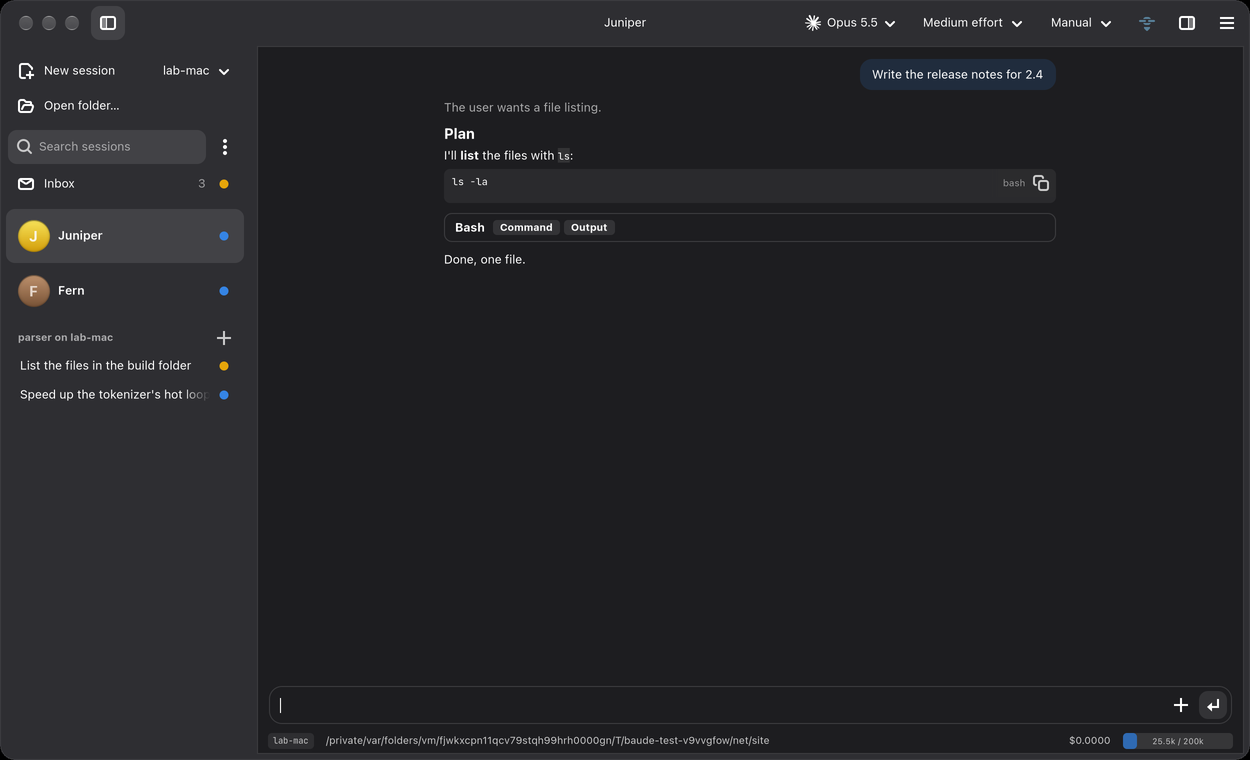 Juniper
Opus 5.5
Medium effort
Manual
New session
lab-mac
Open folder...
Search sessions
Inbox
3
J
Juniper
F
Fern
parser on lab-mac
List the files in the build folder
Speed up the tokenizer's hot loop
Write the release notes for 2.4
The user wants a file listing.
Plan
I'll list the files with ls:
ls -la
bash
Bash Command Output
Done, one file.
lab-mac
/private/var/folders/vm/fjwkxcpn11qcv79stqh99hrh0000gn/T/baude-test-v9vvgfow/net/site
$0.0000
25.5k / 200k